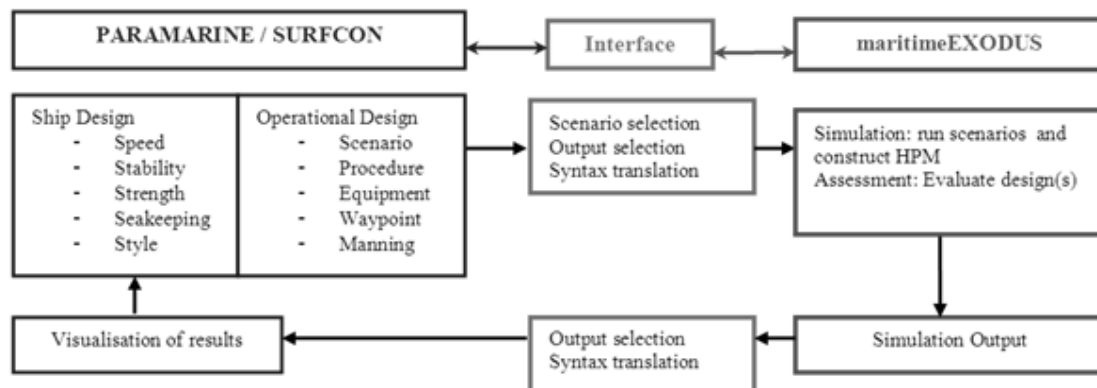 PARAMARINE / SURFCON
Interface
maritimeEXODUS
Ship Design
- Speed
- Stability
- Strength
- Seakeeping
- Style
Operational Design
- Scenario
- Procedure
- Equipment
- Waypoint
- Manning
Scenario selection
Output selection
Syntax translation
Simulation: run scenarios and
construct HPM
Assessment: Evaluate design(s)
Visualisation of results
Output selection
Syntax translation
Simulation Output